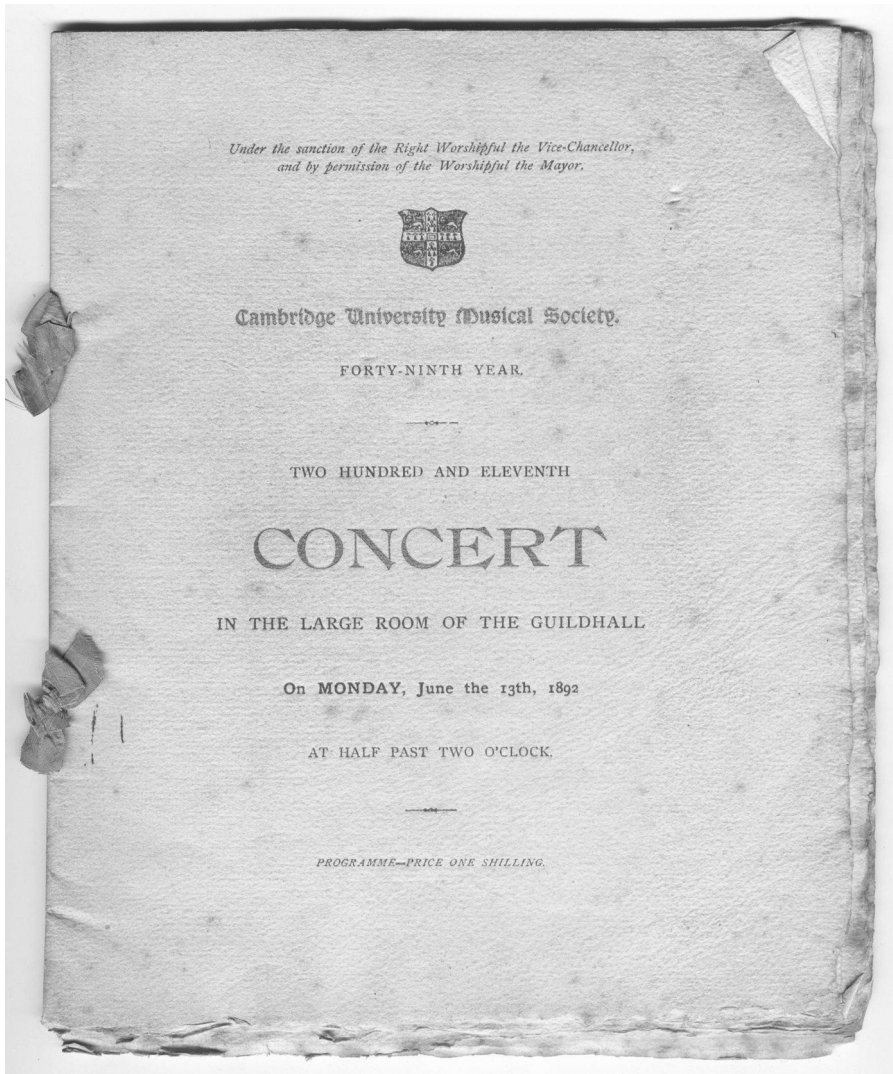 Under the sanction of the Right Worshipful the Vice-Chancellor,
and by permission of the Worshipful the Mayor.
Cambridge University Musical Society.
FORTY-NINTH YEAR.
TWO HUNDRED AND ELEVENTH
CONCERT
IN THE LARGE ROOM OF THE GUILDHALL
On MONDAY, June the 13th, 1892
AT HALF PAST TWO O'CLOCK.
PROGRAMME—PRICE ONE SHILLING.